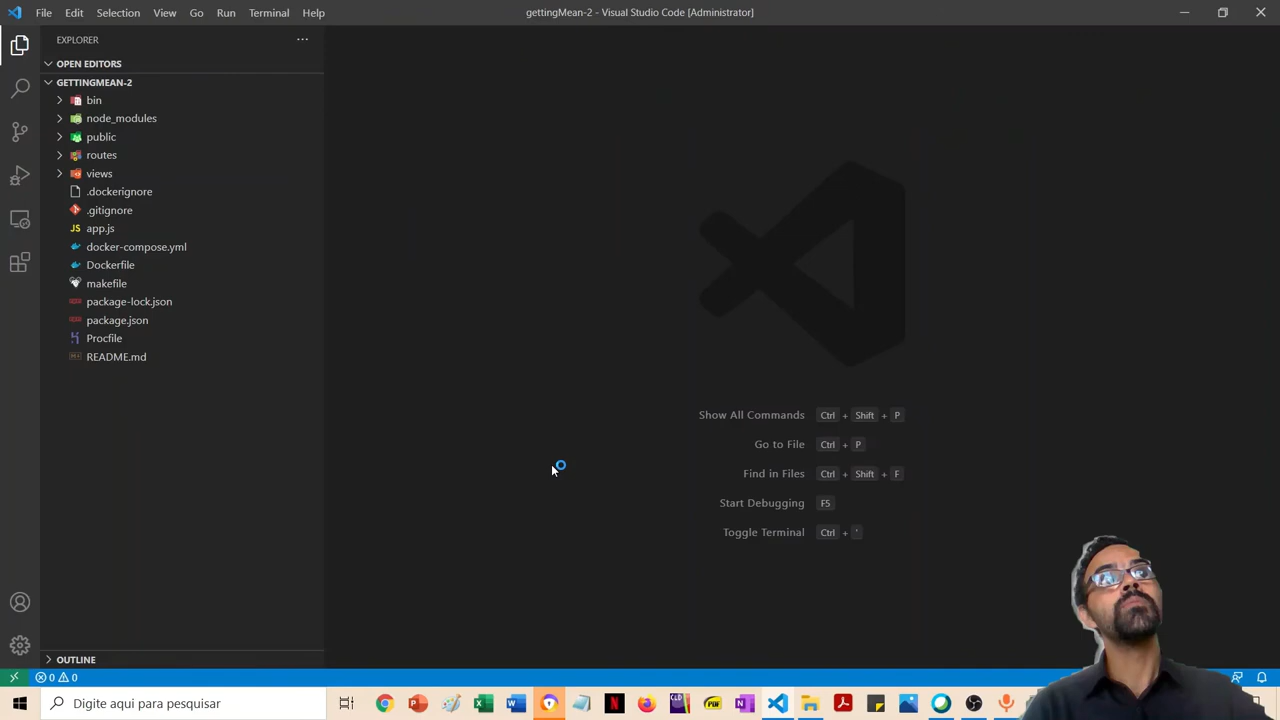 File Edit Selection View Go Run Terminal Help
gettingMean-2 - Visual Studio Code [Administrator]
EXPLORER
OPEN EDITORS
GETTINGMEAN-2
bin
node_modules
public
routes
views
.dockerignore
.gitignore
JS app.js
docker-compose.yml
Dockerfile
makefile
package-lock.json
package.json
Procfile
README.md
OUTLINE
Show All Commands Ctrl + Shift + P
Go to File Ctrl + P
Find in Files Ctrl + Shift + F
Start Debugging F5
Toggle Terminal Ctrl + '
0 0
Digite aqui para pesquisar